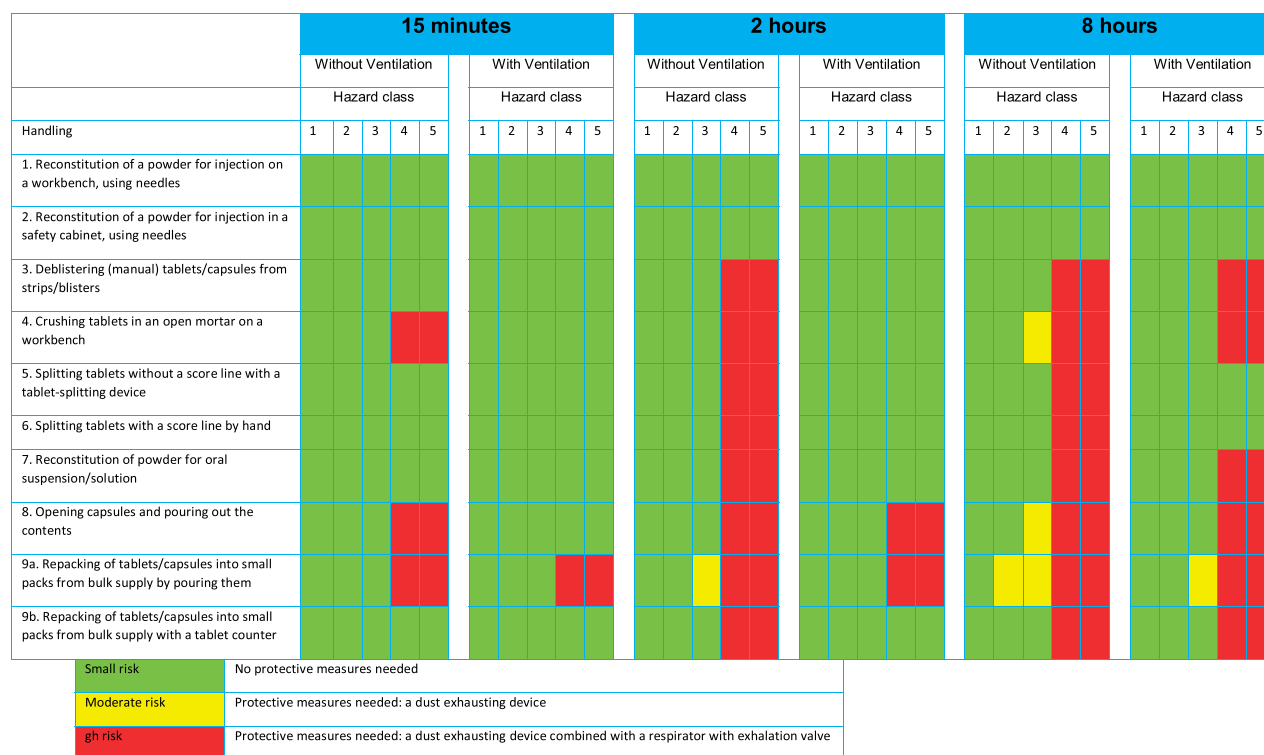 15 minutes 2 hours 8 hours
Without Ventilation With Ventilation Without Ventilation With Ventilation Without Ventilation With Ventilation
Hazard class Hazard class Hazard class Hazard class Hazard class Hazard class
Handling 1 2 3 4 5 1 2 3 4 5 1 2 3 4 5 1 2 3 4 5 1 2 3 4 5 1 2 3 4 5
1. Reconstitution of a powder for injection on
a workbench, using needles
2. Reconstitution of a powder for injection in a
safety cabinet, using needles
3. Deblistering (manual) tablets/capsules from
strips/blisters
4. Crushing tablets in an open mortar on a
workbench
5. Splitting tablets without a score line with a
tablet-splitting device
6. Splitting tablets with a score line by hand
7. Reconstitution of powder for oral
suspension/solution
8. Opening capsules and pouring out the
contents
9a. Repacking of tablets/capsules into small
packs from bulk supply by pouring them
9b. Repacking of tablets/capsules into small
packs from bulk supply with a tablet counter
Small risk No protective measures needed
Moderate risk Protective measures needed: a dust exhausting device
gh risk Protective measures needed: a dust exhausting device combined with a respirator with exhalation valve